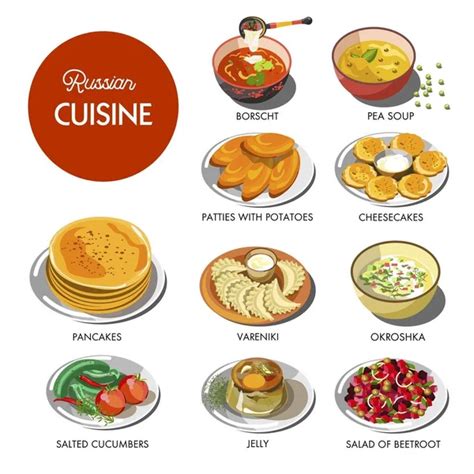 Russian
CUISINE
BORSCHT
PEA SOUP
PATTIES WITH POTATOES
CHEESECAKES
PANCAKES
VARENIKI
OKROSHKA
SALTED CUCUMBERS
JELLY
SALAD OF BEETROOT